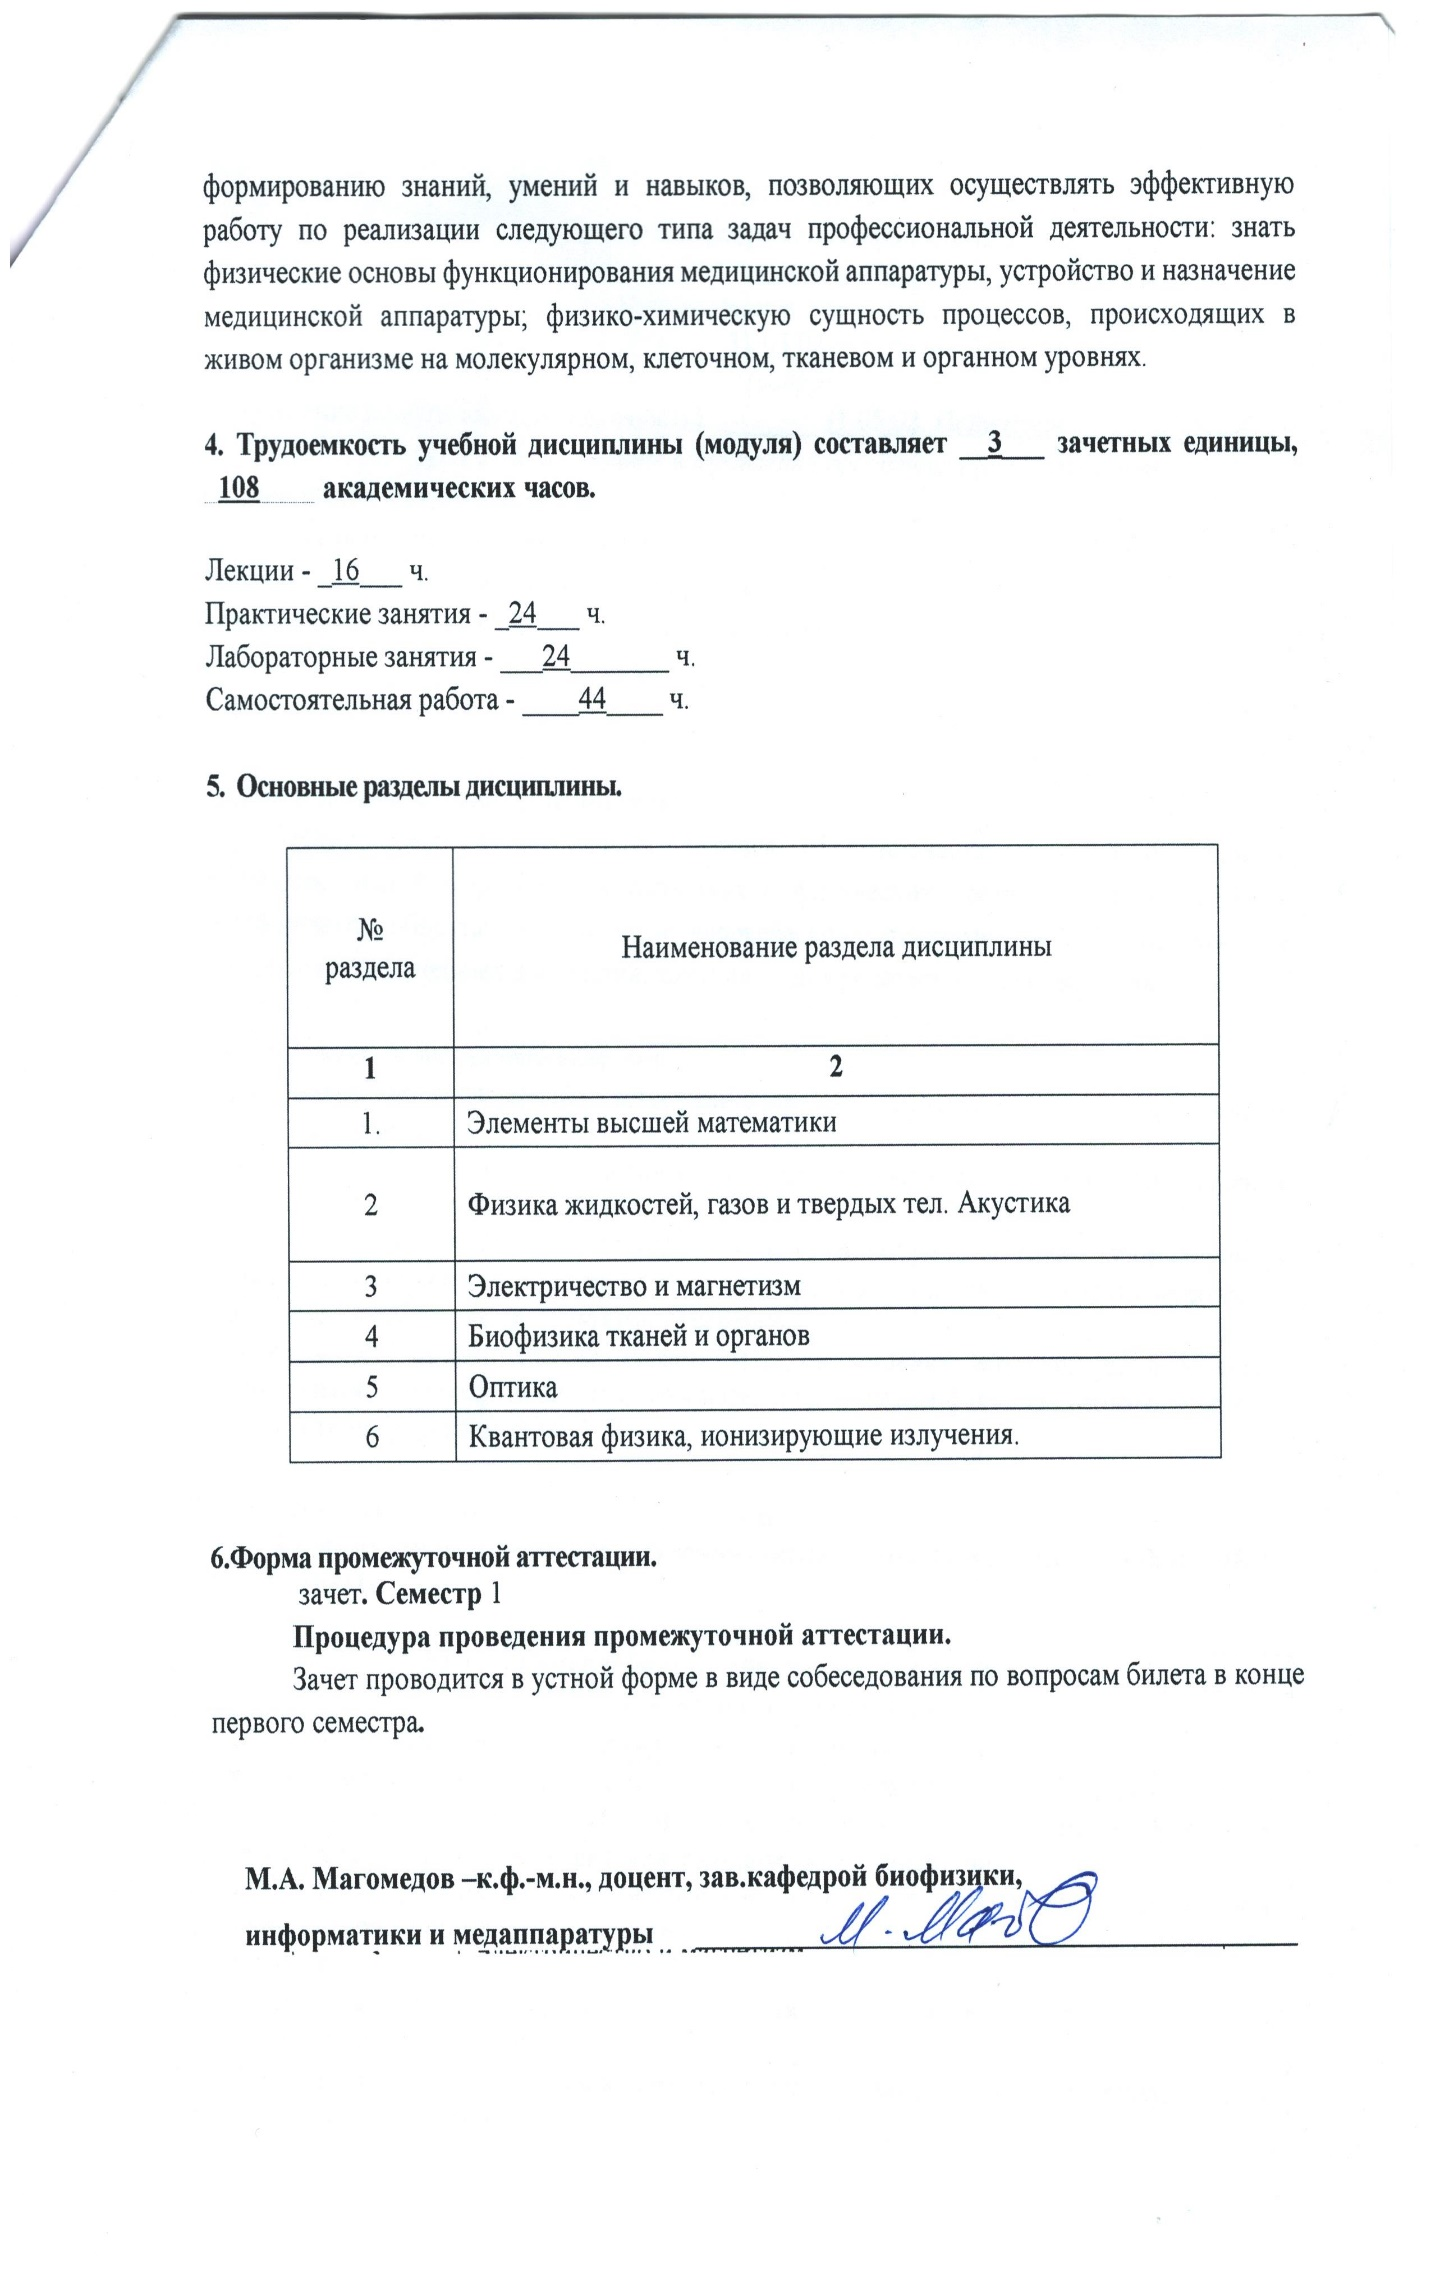 формированию знаний, умений и навыков, позволяющих осуществлять эффективную
работу по реализации следующего типа задач профессиональной деятельности: знать
физические основы функционирования медицинской аппаратуры, устройство и назначение
медицинской аппаратуры; физико-химическую сущность процессов, происходящих в
живом организме на молекулярном, клеточном, тканевом и органном уровнях.
4. Трудоемкость учебной дисциплины (модуля) составляет __3___ зачетных единицы,
108 академических часов.
Лекции - _16___ ч.
Практические занятия - _24___ ч.
Лабораторные занятия - ___24_______ ч.
Самостоятельная работа - ____44____ ч.
5. Основные разделы дисциплины.
№
раздела
Наименование раздела дисциплины
1 2
1. Элементы высшей математики
2 Физика жидкостей, газов и твердых тел. Акустика
3 Электричество и магнетизм
4 Биофизика тканей и органов
5 Оптика
6 Квантовая физика, ионизирующие излучения.
6.Форма промежуточной аттестации.
зачет. Семестр 1
Процедура проведения промежуточной аттестации.
Зачет проводится в устной форме в виде собеседования по вопросам билета в конце
первого семестра.
М.А. Магомедов –к.ф.-м.н., доцент, зав.кафедрой биофизики,
информатики и медаппаратуры